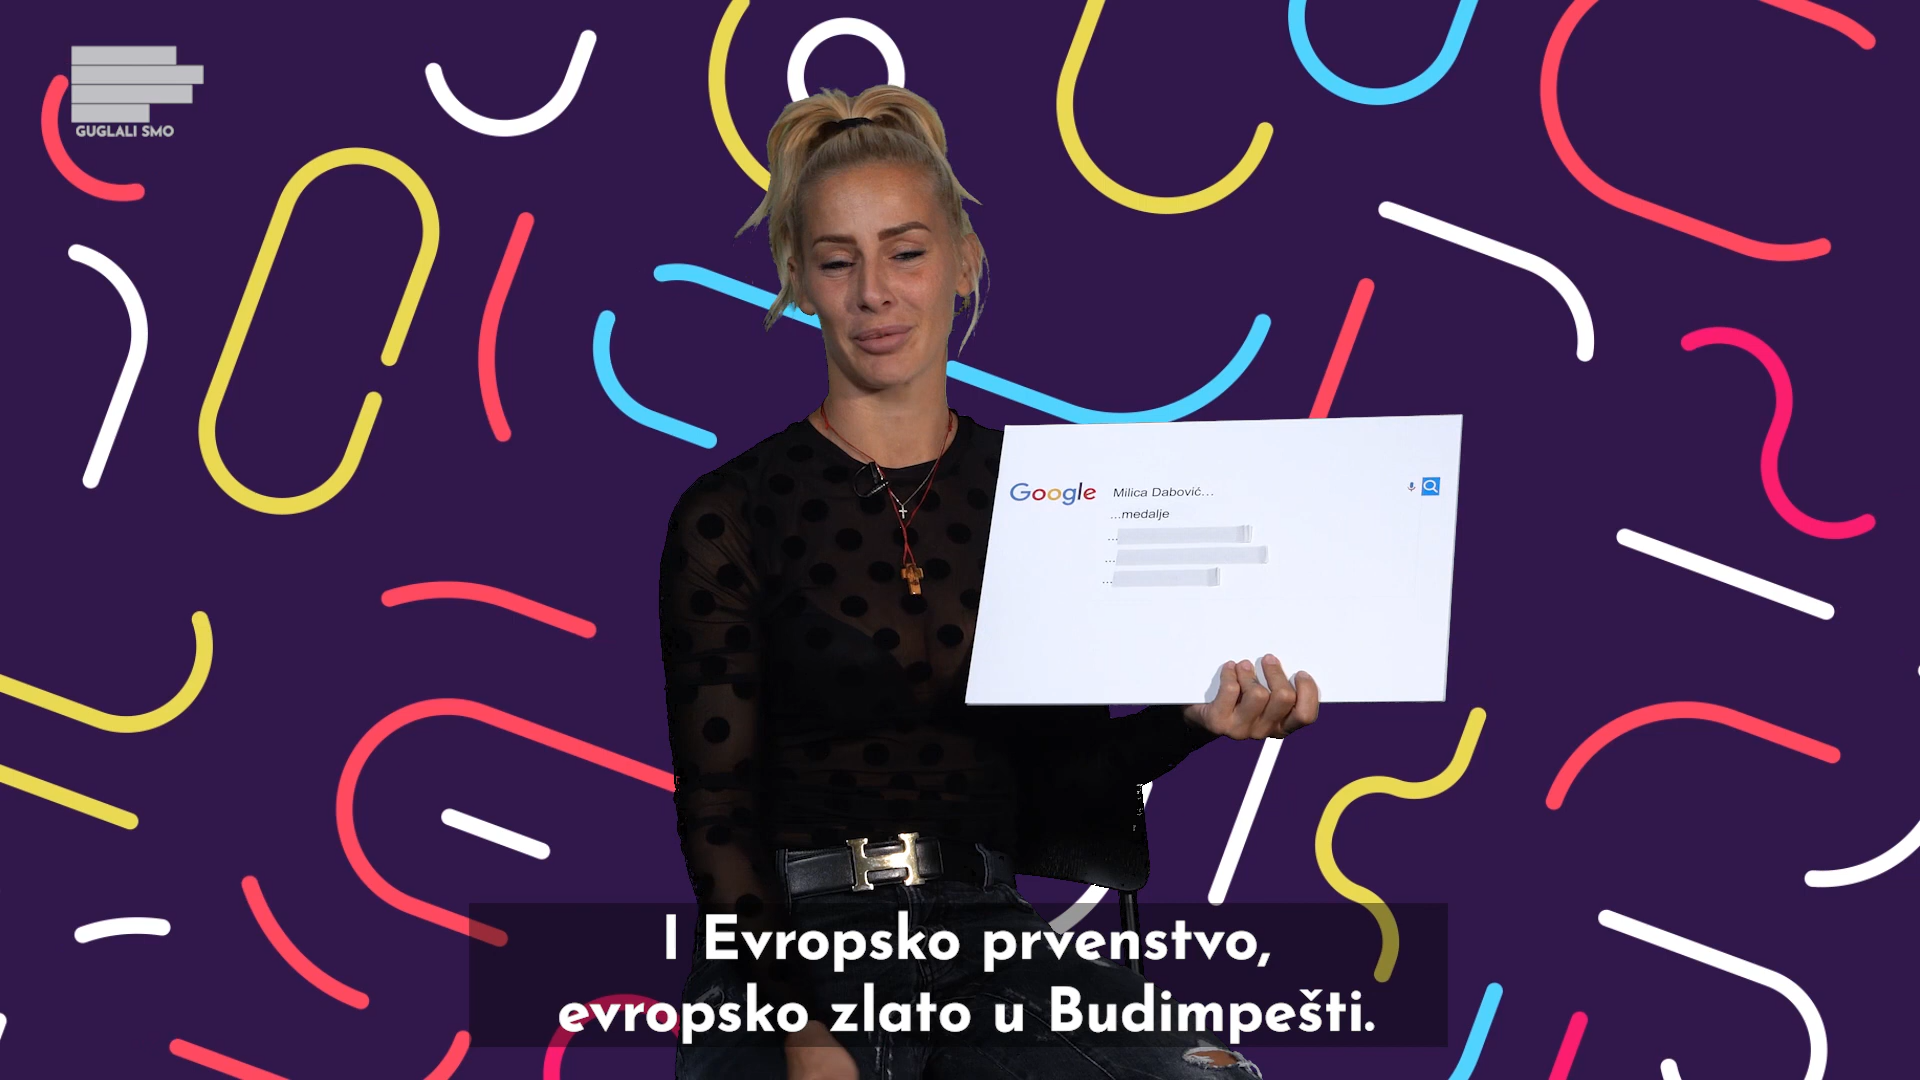 GUGLALI SMO
Google Milica Dabović...
...medalje
...
...
...
I Evropsko prvenstvo,
evropsko zlato u Budimpešti.